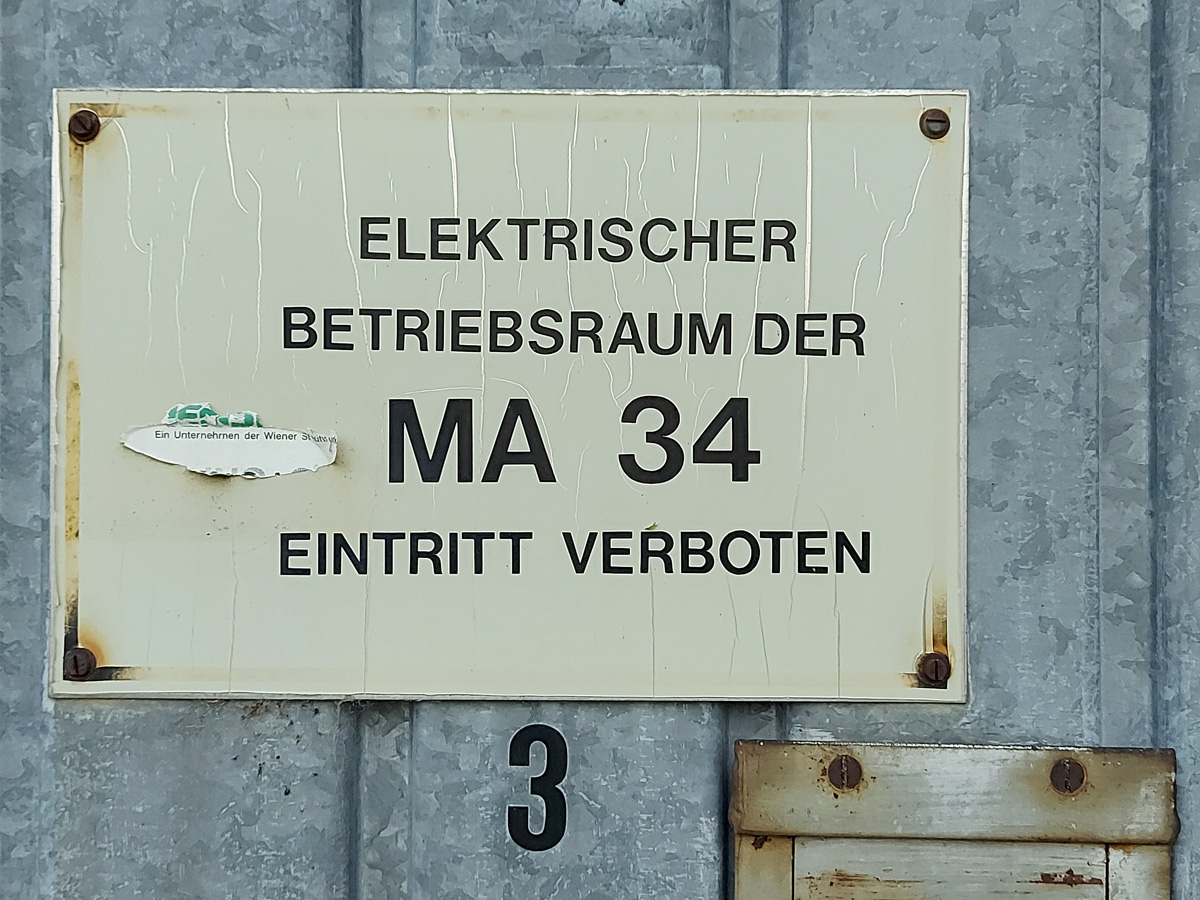 ELEKTRISCHER
BETRIEBSRAUM DER
MA 34
Ein Unternehmen der Wiener
EINTRITT VERBOTEN
3